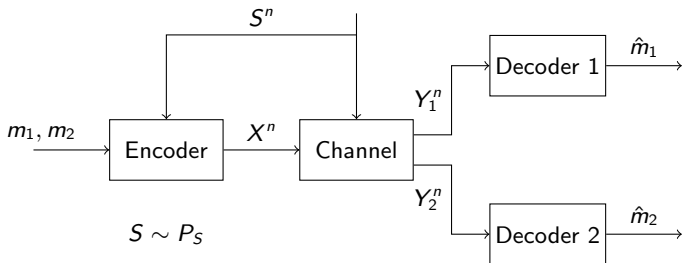 S^n
m̂_1
Decoder 1
Y_1^n
m_1, m_2
Encoder
X^n
Channel
Y_2^n
m̂_2
Decoder 2
S ∼ P_S